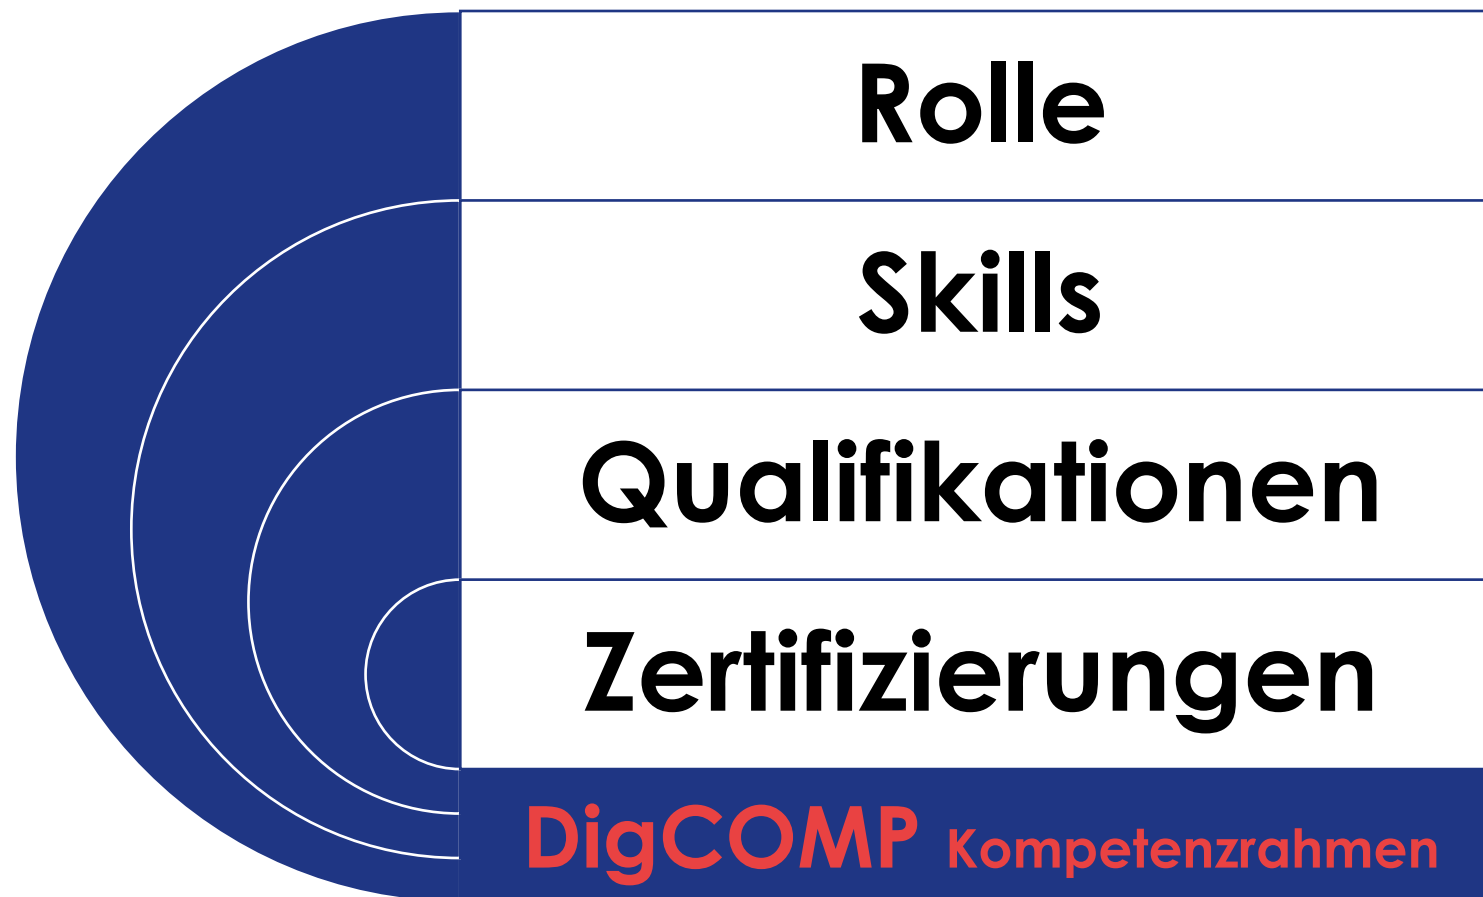 Rolle
Skills
Qualifikationen
Zertifizierungen
DigCOMP Kompetenzrahmen